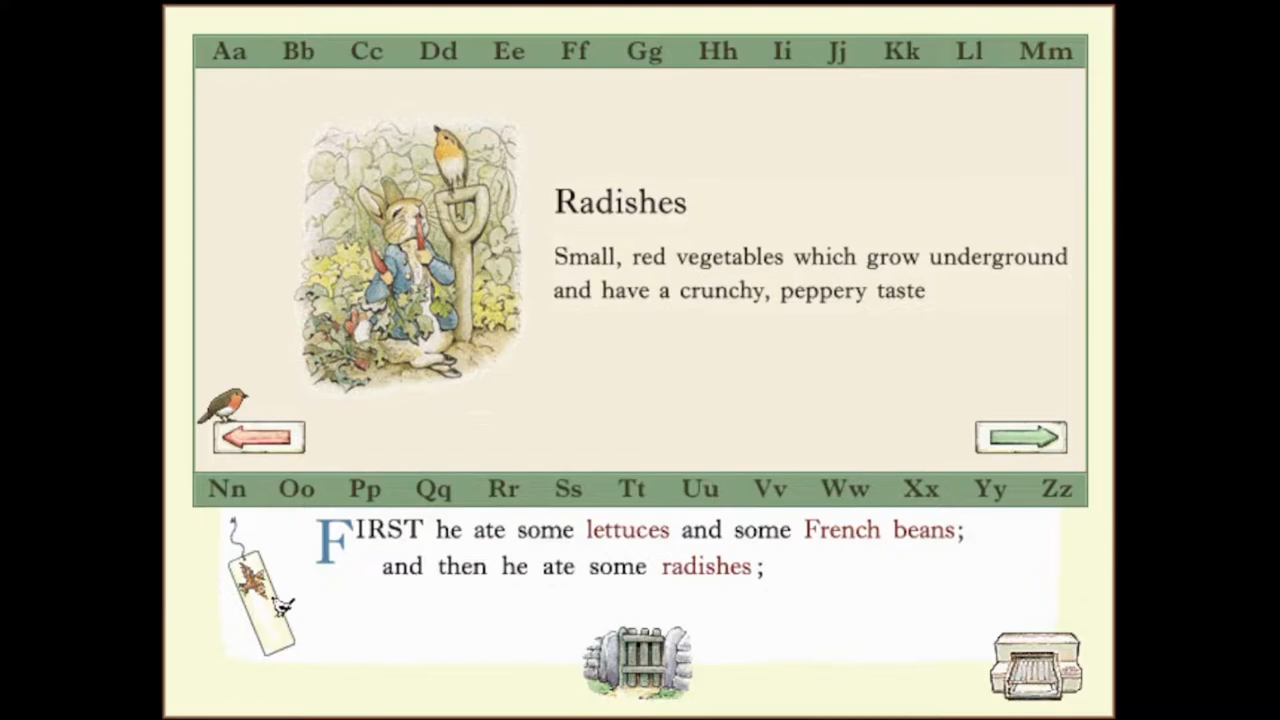 Aa Bb Cc Dd Ee Ff Gg Hh Ii Jj Kk Ll Mm
Radishes
Small, red vegetables which grow underground
and have a crunchy, peppery taste
Nn Oo Pp Qq Rr Ss Tt Uu Vv Ww Xx Yy Zz
FIRST he ate some lettuces and some French beans;
and then he ate some radishes;